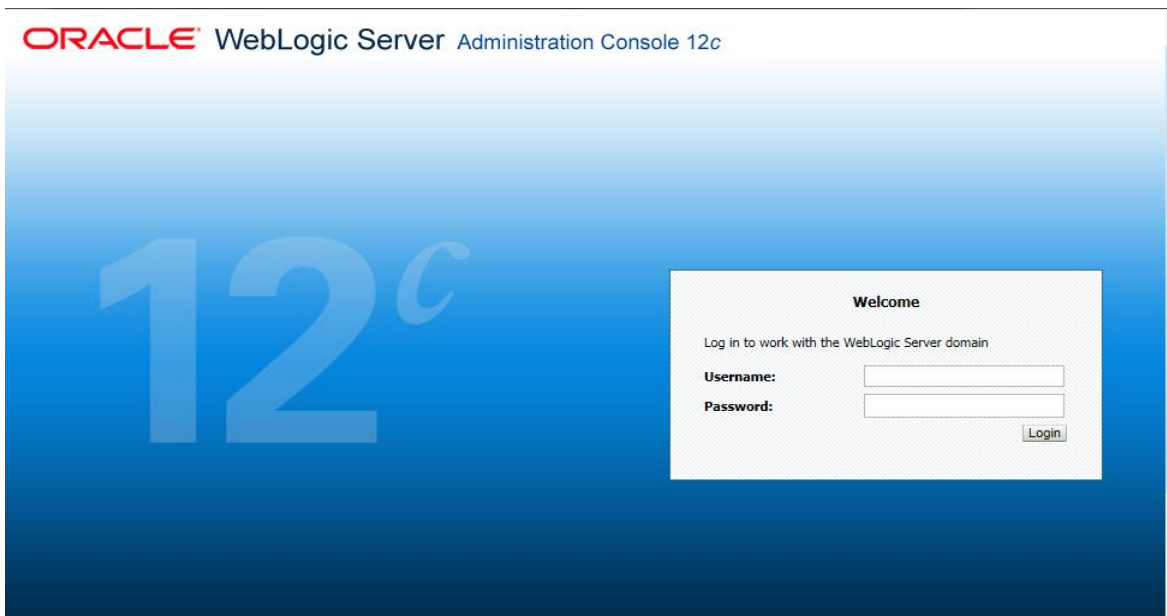 ORACLE WebLogic Server Administration Console 12c
12c
Welcome
Log in to work with the WebLogic Server domain
Username:
Password:
Login